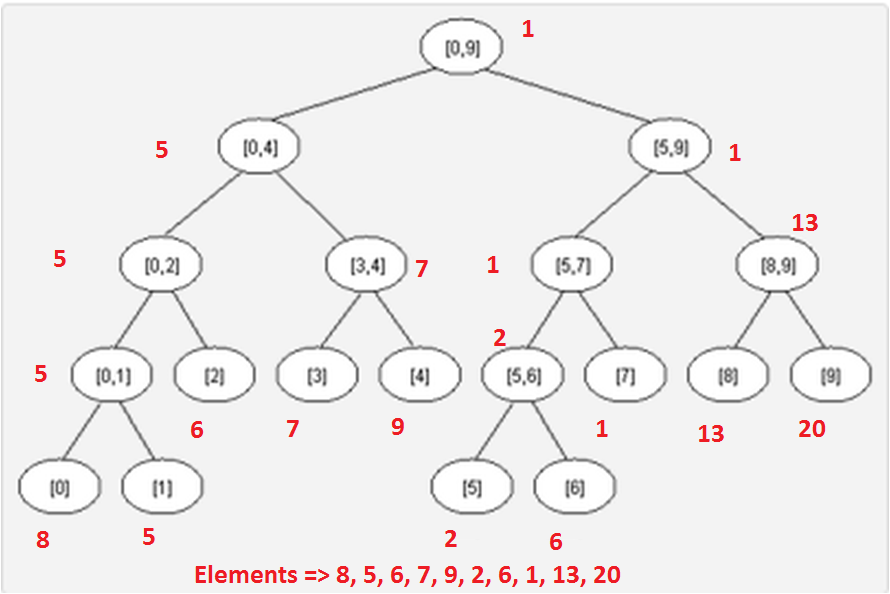 [0,9] 1
5 [0,4] [5,9] 1
5 [0,2] [3,4] 7 1 [5,7] [8,9] 13
5 [0,1] [2] [3] [4] 2 [5,6] [7] [8] [9]
6 7 9 1 13 20
[0] [1] [5] [6]
8 5 2 6
Elements => 8, 5, 6, 7, 9, 2, 6, 1, 13, 20